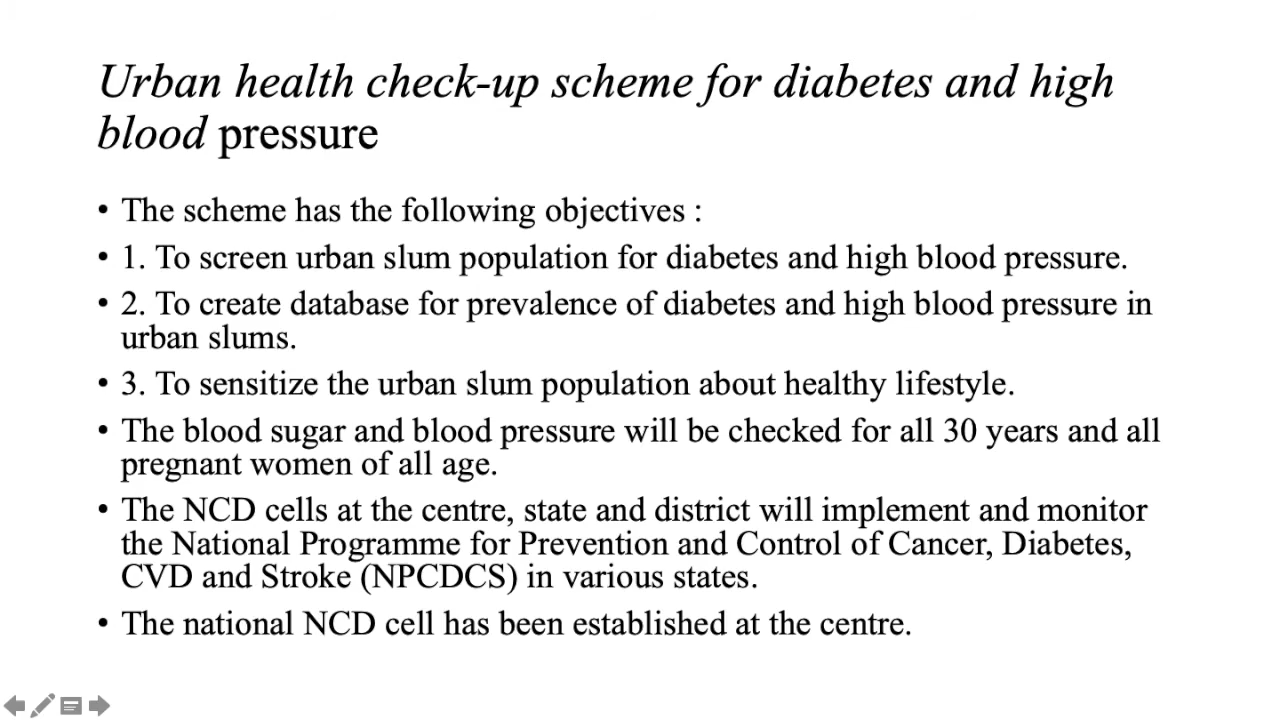 Urban health check-up scheme for diabetes and high
blood pressure
• The scheme has the following objectives :
• 1. To screen urban slum population for diabetes and high blood pressure.
• 2. To create database for prevalence of diabetes and high blood pressure in
urban slums.
• 3. To sensitize the urban slum population about healthy lifestyle.
• The blood sugar and blood pressure will be checked for all 30 years and all
pregnant women of all age.
• The NCD cells at the centre, state and district will implement and monitor
the National Programme for Prevention and Control of Cancer, Diabetes,
CVD and Stroke (NPCDCS) in various states.
• The national NCD cell has been established at the centre.